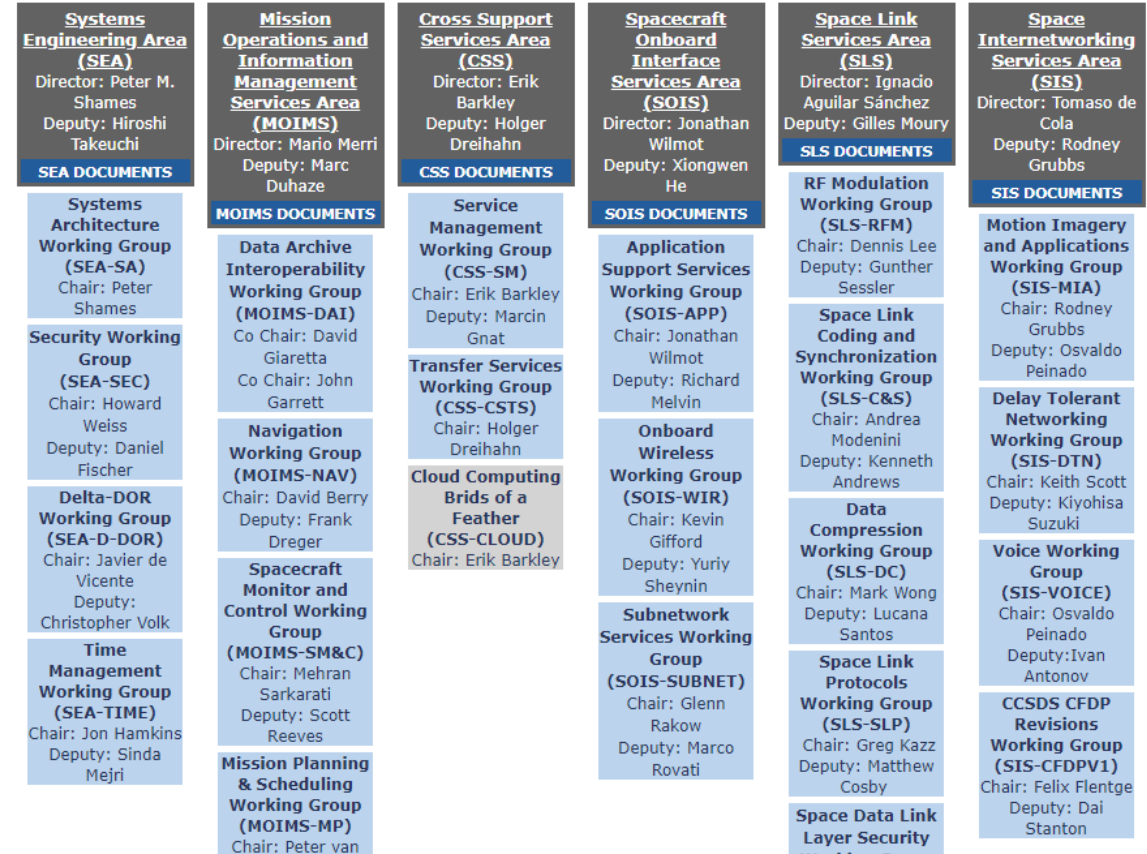 Systems
Engineering Area
(SEA)
Director: Peter M.
Shames
Deputy: Hiroshi
Takeuchi
SEA DOCUMENTS
Systems
Architecture
Working Group
(SEA-SA)
Chair: Peter
Shames
Security Working
Group
(SEA-SEC)
Chair: Howard
Weiss
Deputy: Daniel
Fischer
Delta-DOR
Working Group
(SEA-D-DOR)
Chair: Javier de
Vicente
Deputy:
Christopher Volk
Time
Management
Working Group
(SEA-TIME)
Chair: Jon Hamkins
Deputy: Sinda
Mejri
Mission
Operations and
Information
Management
Services Area
(MOIMS)
Director: Mario Merri
Deputy: Marc
Duhaze
MOIMS DOCUMENTS
Data Archive
Interoperability
Working Group
(MOIMS-DAI)
Co Chair: David
Giaretta
Co Chair: John
Garrett
Navigation
Working Group
(MOIMS-NAV)
Chair: David Berry
Deputy: Frank
Dreger
Spacecraft
Monitor and
Control Working
Group
(MOIMS-SM&C)
Chair: Mehran
Sarkarati
Deputy: Scott
Reeves
Mission Planning
& Scheduling
Working Group
(MOIMS-MP)
Chair: Peter van
Cross Support
Services Area
(CSS)
Director: Erik
Barkley
Deputy: Holger
Dreihahn
CSS DOCUMENTS
Service
Management
Working Group
(CSS-SM)
Chair: Erik Barkley
Deputy: Marcin
Gnat
Transfer Services
Working Group
(CSS-CSTS)
Chair: Holger
Dreihahn
Cloud Computing
Brids of a
Feather
(CSS-CLOUD)
Chair: Erik Barkley
Spacecraft
Onboard
Interface
Services Area
(SOIS)
Director: Jonathan
Wilmot
Deputy: Xiongwen
He
SOIS DOCUMENTS
Application
Support Services
Working Group
(SOIS-APP)
Chair: Jonathan
Wilmot
Deputy: Richard
Melvin
Onboard
Wireless
Working Group
(SOIS-WIR)
Chair: Kevin
Gifford
Deputy: Yuriy
Sheynin
Subnetwork
Services Working
Group
(SOIS-SUBNET)
Chair: Glenn
Rakow
Deputy: Marco
Rovati
Space Link
Services Area
(SLS)
Director: Ignacio
Aguilar Sánchez
Deputy: Gilles Moury
SLS DOCUMENTS
RF Modulation
Working Group
(SLS-RFM)
Chair: Dennis Lee
Deputy: Gunther
Sessler
Space Link
Coding and
Synchronization
Working Group
(SLS-C&S)
Chair: Andrea
Modenini
Deputy: Kenneth
Andrews
Data
Compression
Working Group
(SLS-DC)
Chair: Mark Wong
Deputy: Lucana
Santos
Space Link
Protocols
Working Group
(SLS-SLP)
Chair: Greg Kazz
Deputy: Matthew
Cosby
Space Data Link
Layer Security
Space
Internetworking
Services Area
(SIS)
Director: Tomaso de
Cola
Deputy: Rodney
Grubbs
SIS DOCUMENTS
Motion Imagery
and Applications
Working Group
(SIS-MIA)
Chair: Rodney
Grubbs
Deputy: Osvaldo
Peinado
Delay Tolerant
Networking
Working Group
(SIS-DTN)
Chair: Keith Scott
Deputy: Kiyohisa
Suzuki
Voice Working
Group
(SIS-VOICE)
Chair: Osvaldo
Peinado
Deputy:Ivan
Antonov
CCSDS CFDP
Revisions
Working Group
(SIS-CFDPV1)
Chair: Felix Flentge
Deputy: Dai
Stanton